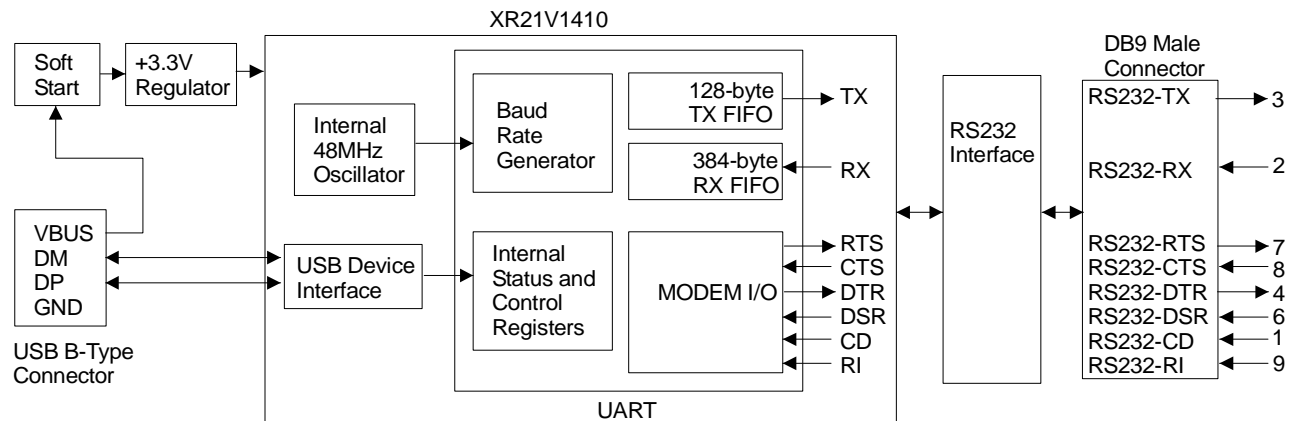 XR21V1410
Soft
Start
+3.3V
Regulator
Internal
48MHz
Oscillator
Baud
Rate
Generator
128-byte
TX FIFO
384-byte
RX FIFO
TX
RX
VBUS
DM
DP
GND
USB B-Type
Connector
USB Device
Interface
Internal
Status and
Control
Registers
MODEM I/O
RTS
CTS
DTR
DSR
CD
RI
UART
RS232
Interface
DB9 Male
Connector
RS232-TX 3
RS232-RX 2
RS232-RTS 7
RS232-CTS 8
RS232-DTR 4
RS232-DSR 6
RS232-CD 1
RS232-RI 9